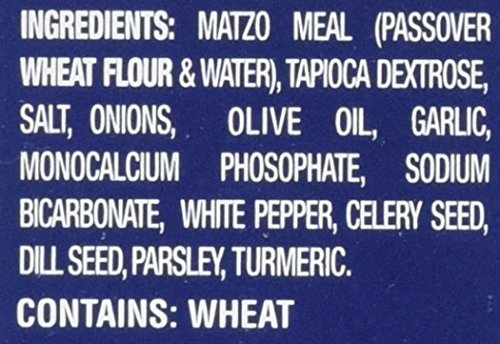 INGREDIENTS: MATZO MEAL (PASSOVER
WHEAT FLOUR & WATER), TAPIOCA DEXTROSE,
SALT, ONIONS, OLIVE OIL, GARLIC,
MONOCALCIUM PHOSOPHATE, SODIUM
BICARBONATE, WHITE PEPPER, CELERY SEED,
DILL SEED, PARSLEY, TURMERIC.
CONTAINS: WHEAT